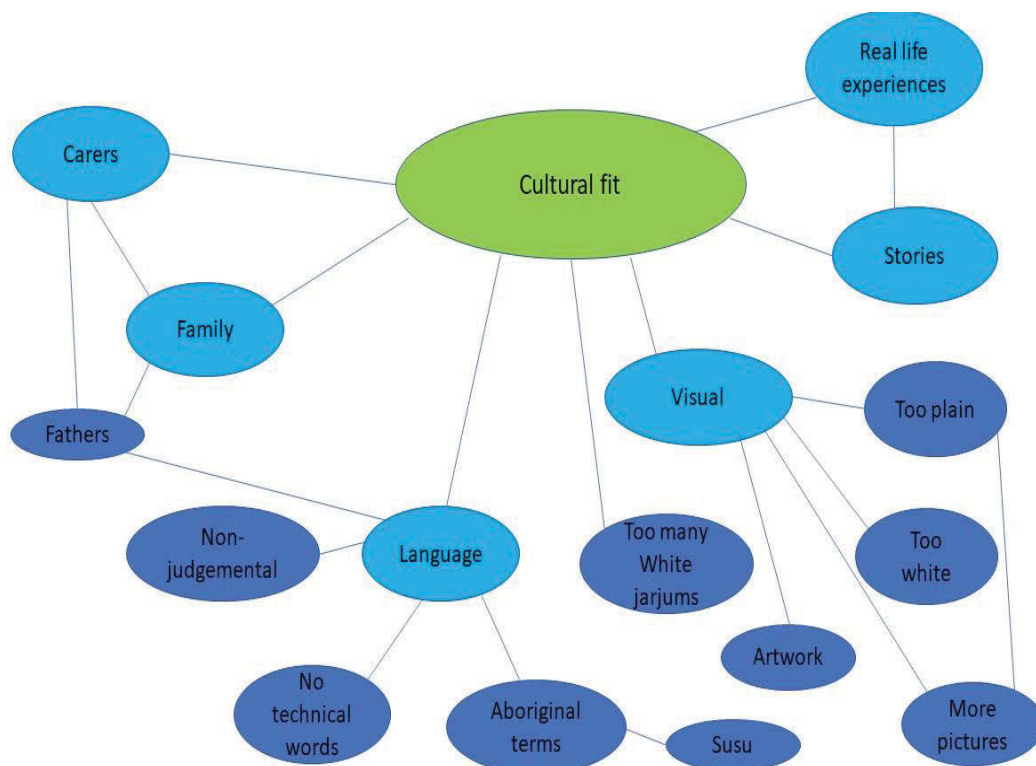 Real life
experiences
Carers
Cultural fit
Stories
Family
Visual
Too plain
Fathers
Non-
judgemental
Language
Too many
White
jarjums
Too
white
Artwork
No
technical
words
Aboriginal
terms
Susu
More
pictures